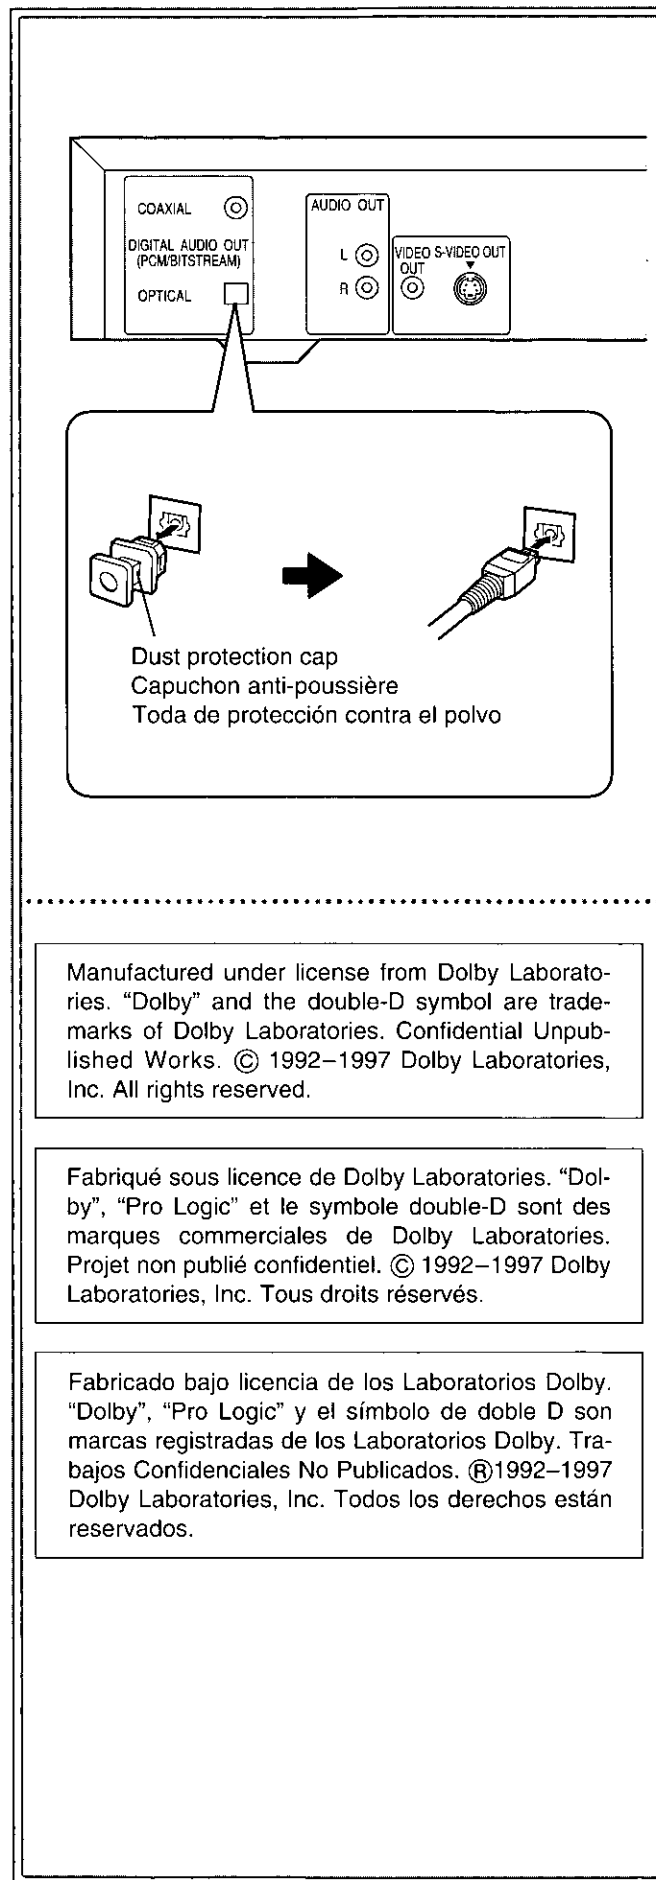 COAXIAL
DIGITAL AUDIO OUT
(PCM/BITSTREAM)
OPTICAL
AUDIO OUT
L
R
VIDEO
OUT
S-VIDEO OUT
Dust protection cap
Capuchon anti-poussière
Toda de protección contra el polvo
Manufactured under license from Dolby Laborato-
ries. “Dolby” and the double-D symbol are trade-
marks of Dolby Laboratories. Confidential Unpub-
lished Works. © 1992–1997 Dolby Laboratories,
Inc. All rights reserved.
Fabriqué sous licence de Dolby Laboratories. “Dol-
by”, “Pro Logic” et le symbole double-D sont des
marques commerciales de Dolby Laboratories.
Projet non publié confidentiel. © 1992–1997 Dolby
Laboratories, Inc. Tous droits réservés.
Fabricado bajo licencia de los Laboratorios Dolby.
“Dolby”, “Pro Logic” y el símbolo de doble D son
marcas registradas de los Laboratorios Dolby. Tra-
bajos Confidenciales No Publicados. ®1992–1997
Dolby Laboratories, Inc. Todos los derechos están
reservados.